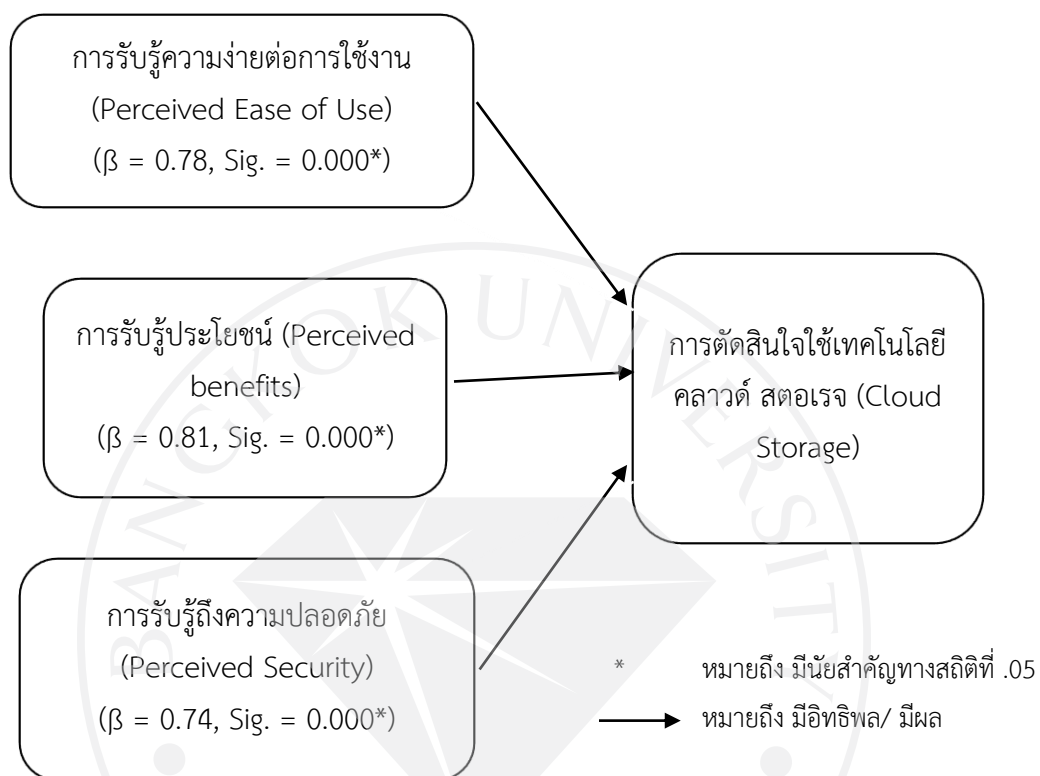 การรับรู้ความง่ายต่อการใช้งาน
(Perceived Ease of Use)
(β = 0.78, Sig. = 0.000*)
การรับรู้ประโยชน์ (Perceived
benefits)
(β = 0.81, Sig. = 0.000*)
การตัดสินใจใช้เทคโนโลยี
คลาวด์ สตอเรจ (Cloud
Storage)
การรับรู้ถึงความปลอดภัย
(Perceived Security)
(β = 0.74, Sig. = 0.000*)
* หมายถึง มีนัยสำคัญทางสถิติที่ .05
หมายถึง มีอิทธิพล/ มีผล
BANGKOK UNIVERSITY